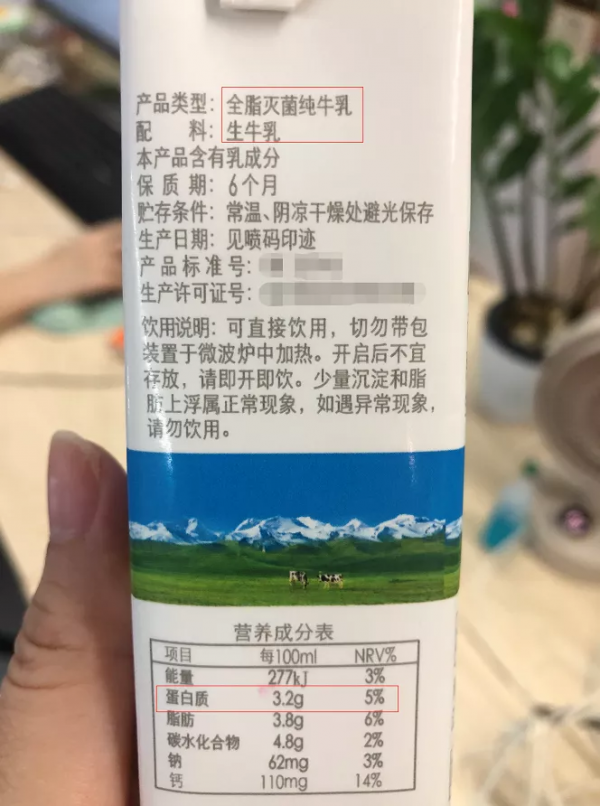 产品类型：全脂灭菌纯牛乳
配料：生牛乳
本产品含有乳成分
保质期：6个月
贮存条件：常温、阴凉干燥处避光保存
生产日期：见喷码印迹
产品标准号：
生产许可证号：
饮用说明：可直接饮用，切勿带包
装置于微波炉中加热。开启后不宜
存放，请即开即饮。少量沉淀和脂
肪上浮属正常现象，如遇异常现象，
请勿饮用。
营养成分表
项目 每100ml NRV%
能量 277kJ 3%
蛋白质 3.2g 5%
脂肪 3.8g 6%
碳水化合物 4.8g 2%
钠 62mg 3%
钙 110mg 14%